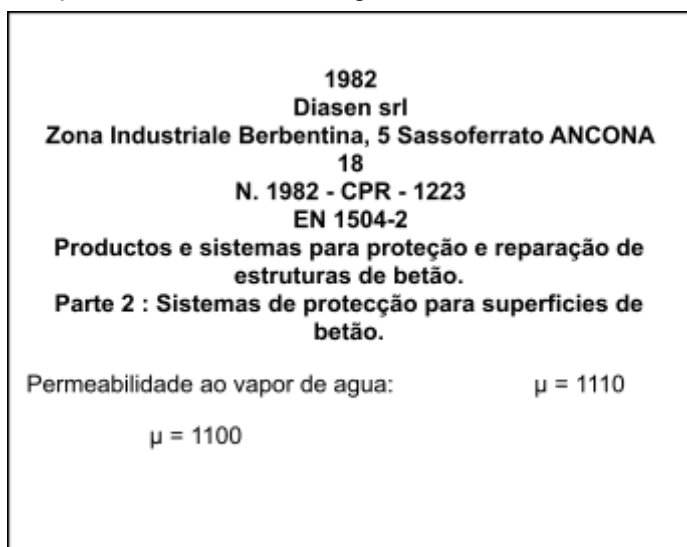 1982
Diasen srl
Zona Industriale Berbentina, 5 Sassoferrato ANCONA
18
N. 1982 - CPR - 1223
EN 1504-2
Productos e sistemas para proteção e reparação de
estruturas de betão.
Parte 2 : Sistemas de protecção para superficies de
betão.
Permeabilidade ao vapor de agua: μ = 1110
μ = 1100